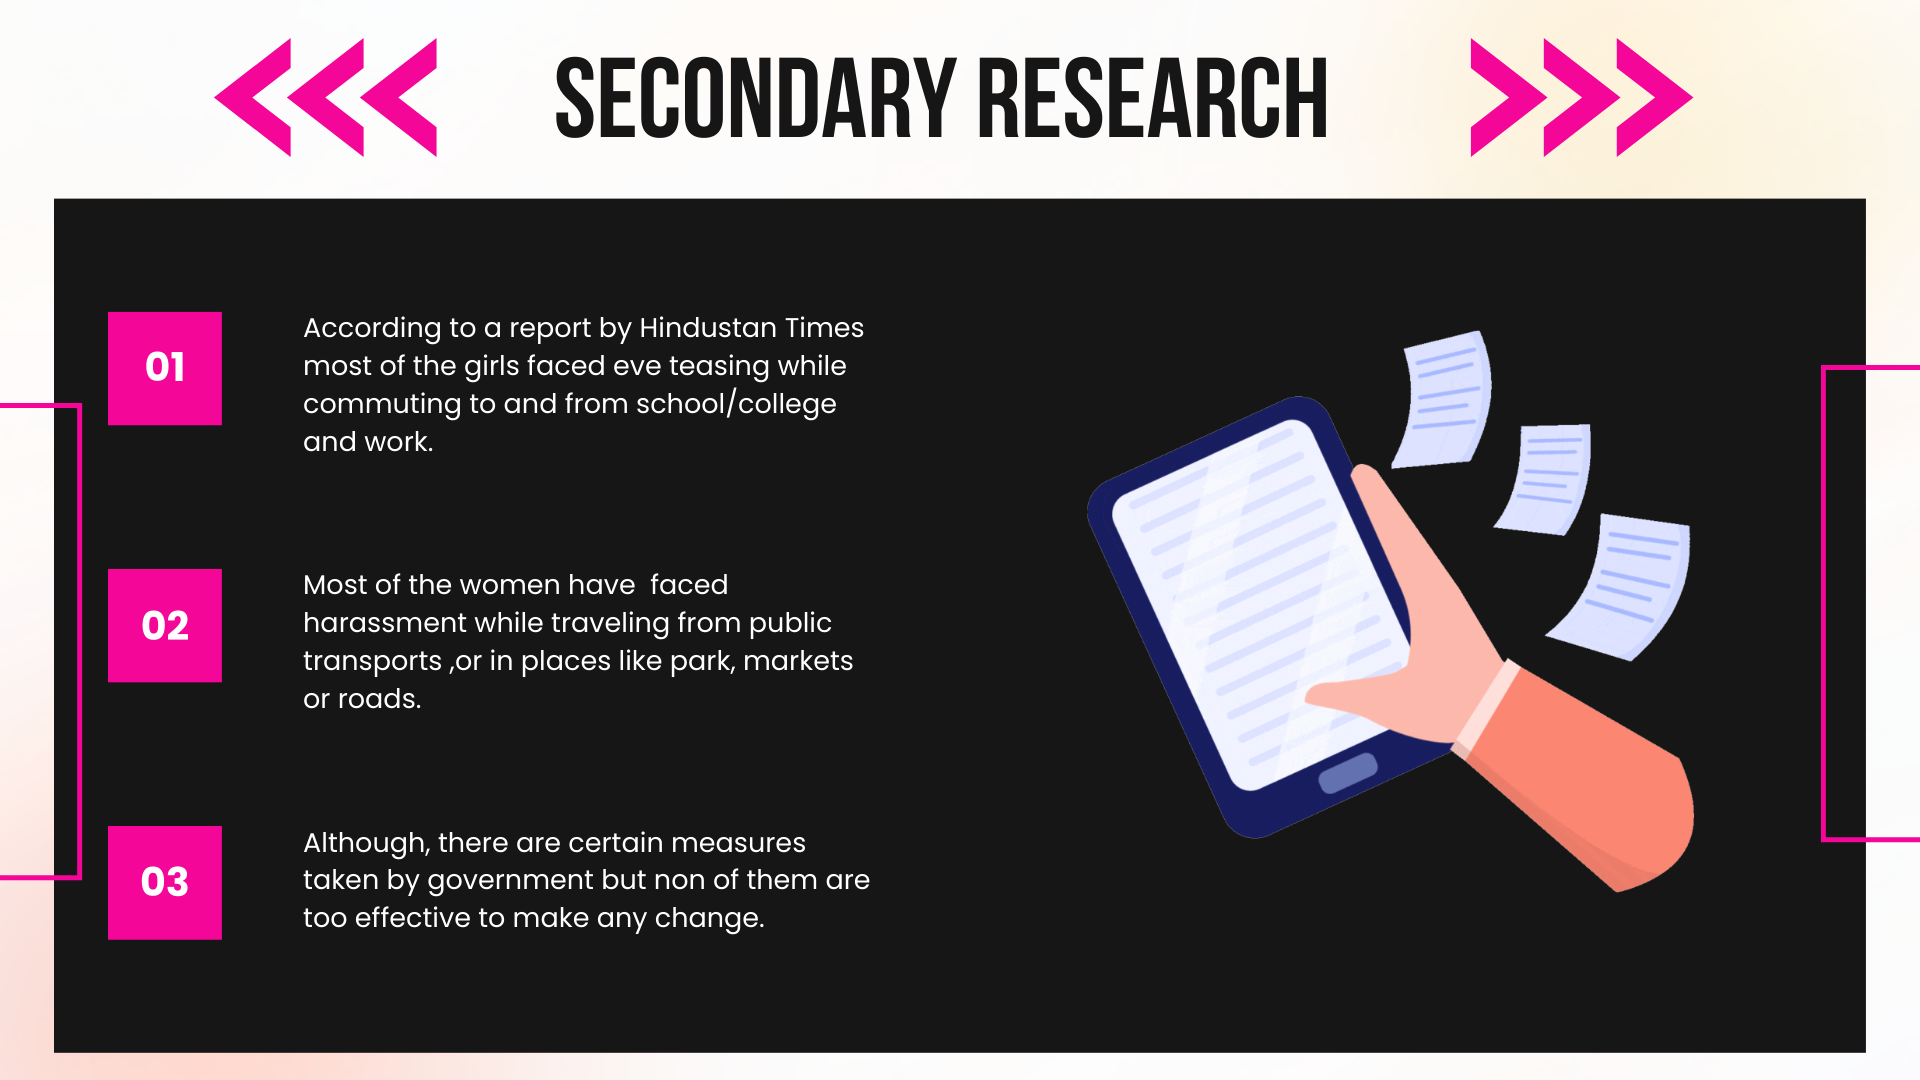 SECONDARY RESEARCH
01
According to a report by Hindustan Times
most of the girls faced eve teasing while
commuting to and from school/college
and work.
02
Most of the women have  faced
harassment while traveling from public
transports ,or in places like park, markets
or roads.
03
Although, there are certain measures
taken by government but non of them are
too effective to make any change.